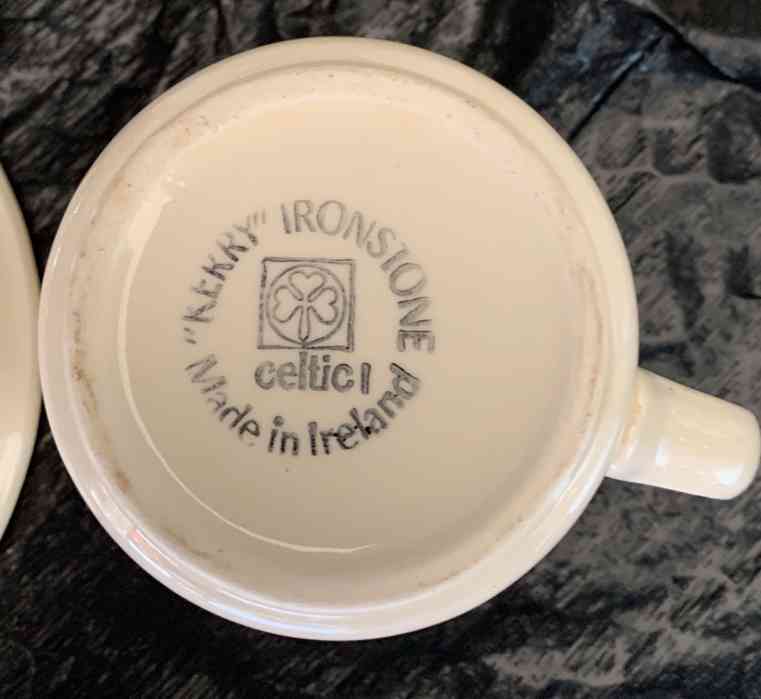 "KERRY" IRONSTONE
celtic I
Made in Ireland